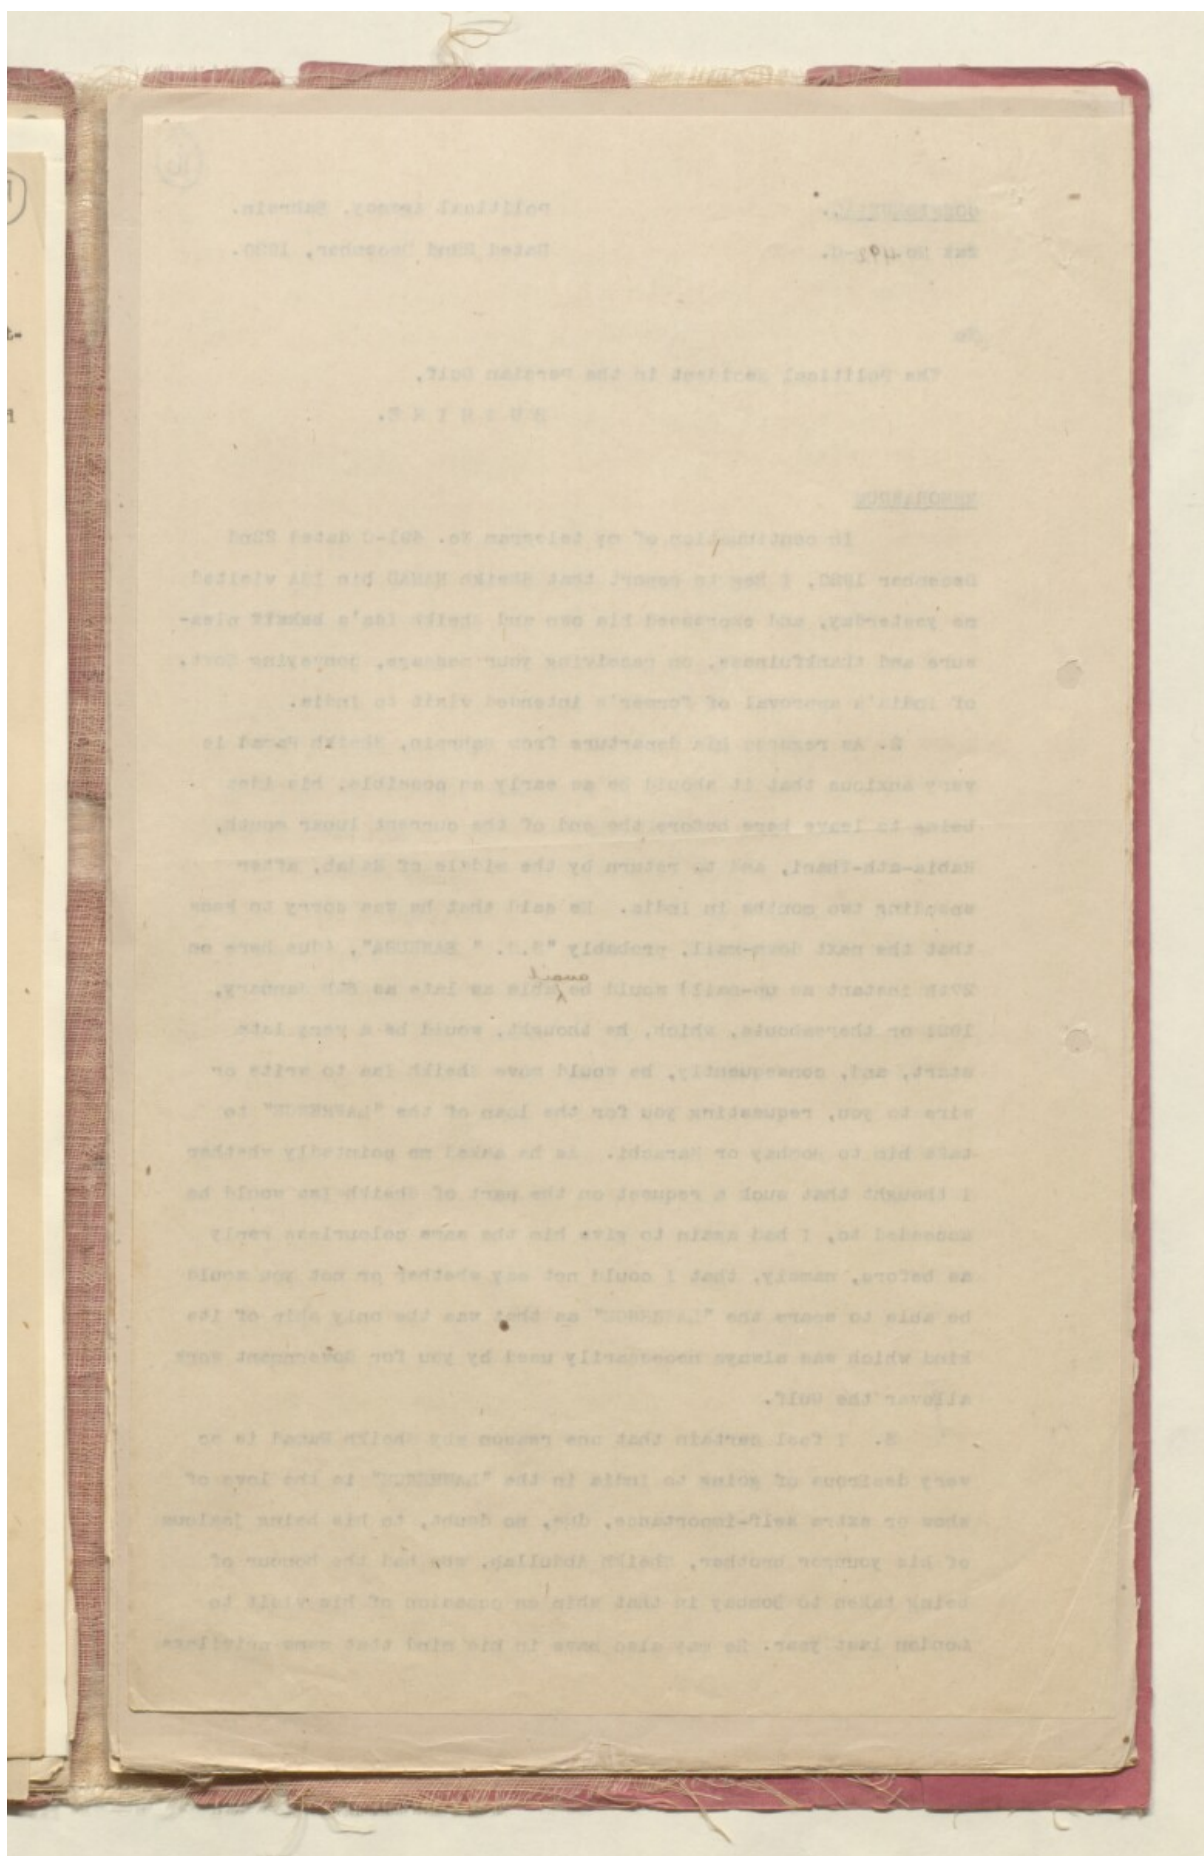 CONFIDENTIAL. Political Agency, Bahrein.
No 492-C. Dated 22nd December, 1920.
To
The Political Resident in the Persian Gulf,
BUSHIRE.
MEMORANDUM
In continuation of my telegram No. 491-C dated 22nd
December 1920, I beg to report that Sheikh HAMAD bin ISA visited
me yesterday, and expressed his own and Sheikh Isa's plea-
sure and thankfulness, on receiving your message, conveying Govt.
of India's approval of former's intended visit to India.
2. As regards his departure from Bahrein, Sheikh Hamad is
very anxious that it should be as early as possible, his idea
being to leave here before the end of the current lunar month,
Rabia-ath-Thani, and to return by the middle of Rajab, after
spending two months in India. He said that he was sorry to
that the next down-mail, probably "S.S. " BANDORA", (due here on
27th instant as up-mail) would be available as late as 8th January,
1921 or thereabouts, which, he thought, would be a very late
start, and, consequently, he would move Sheikh Isa to write or
wire to you, requesting you for the loan of the "LAWRENCE" to
take him to Bombay or Karachi. As he asked me pointedly whether
I thought that such a request on the part of Sheikh Isa would be
acceded to, I had again to give him the same colourless reply
as before, namely, that I could not say whether or not you would
be able to spare the "LAWRENCE" as that was the only ship of its
kind which was always necessarily used by you for Government work
allover the Gulf.
3. I feel certain that one reason why Sheikh Hamad is so
very desirous of going to India in the "LAWRENCE" is the love of
show or extra self-importance, due, no doubt, to his being jealous
of his younger brother, Sheikh Abdullah, who had the honour of
being taken to Bombay in that ship on occasion of his visit to
London last year. He may also have in his mind that some privilege